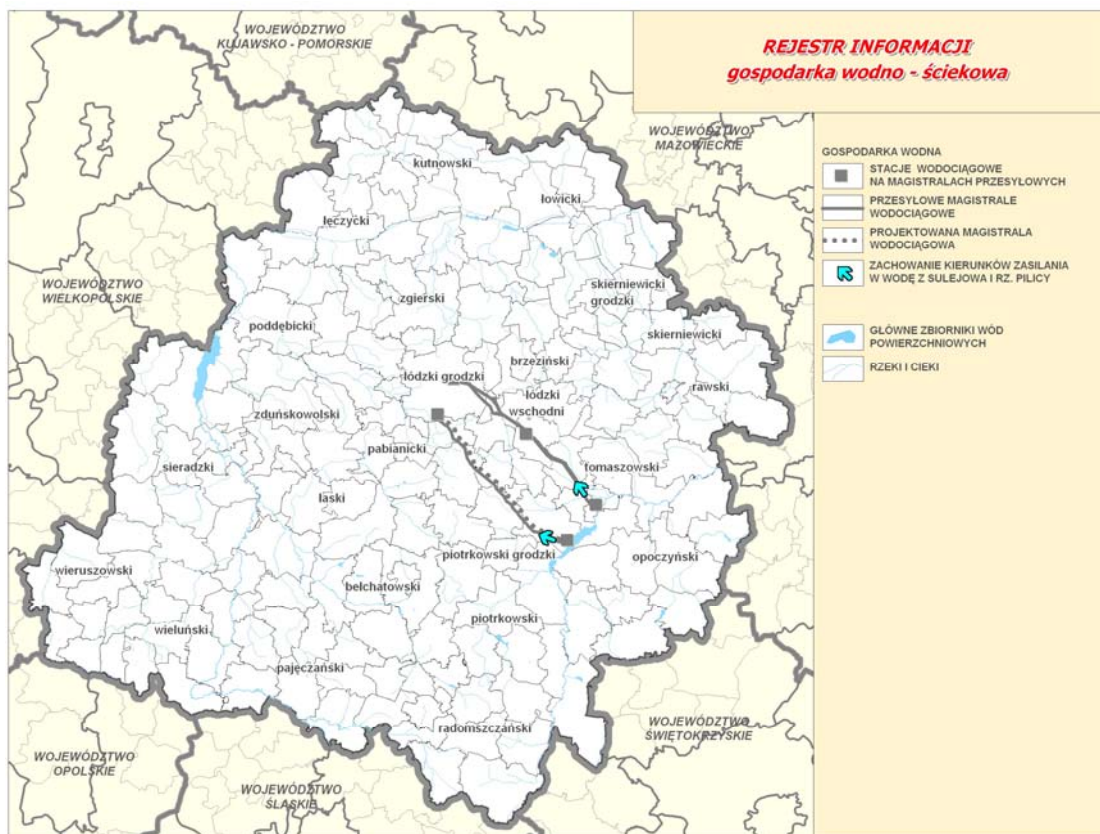 REJESTR INFORMACJI
gospodarka wodno - ściekowa
WOJEWÓDZTWO
KUJAWSKO - POMORSKIE
WOJEWÓDZTWO
MAZOWIECKIE
WOJEWÓDZTWO
WIELKOPOLSKIE
kutnowski
łowicki
łęczycki
skierniewicki
grodzki
zgierski
poddębicki
skierniewicki
brzeziński
łódzki grodzki
łódzki
wschodni
rawski
zduńskowolski
pabianicki
sieradzki
tomaszowski
łaski
piotrkowski grodzki
opoczyński
wieruszowski
bełchatowski
piotrkowski
wieluński
pajęczański
radomszczański
WOJEWÓDZTWO
ŚWIĘTOKRZYSKIE
WOJEWÓDZTWO
OPOLSKIE
WOJEWÓDZTWO
ŚLĄSKIE
GOSPODARKA WODNA
STACJE WODOCIĄGOWE
NA MAGISTRALACH PRZESYŁOWYCH
PRZESYŁOWE MAGISTRALE
WODOCIĄGOWE
PROJEKTOWANA MAGISTRALA
WODOCIĄGOWA
ZACHOWANIE KIERUNKÓW ZASILANIA
W WODĘ Z SULEJOWA I RZ. PILICY
GŁÓWNE ZBIORNIKI WÓD
POWIERZCHNIOWYCH
RZEKI I CIEKI